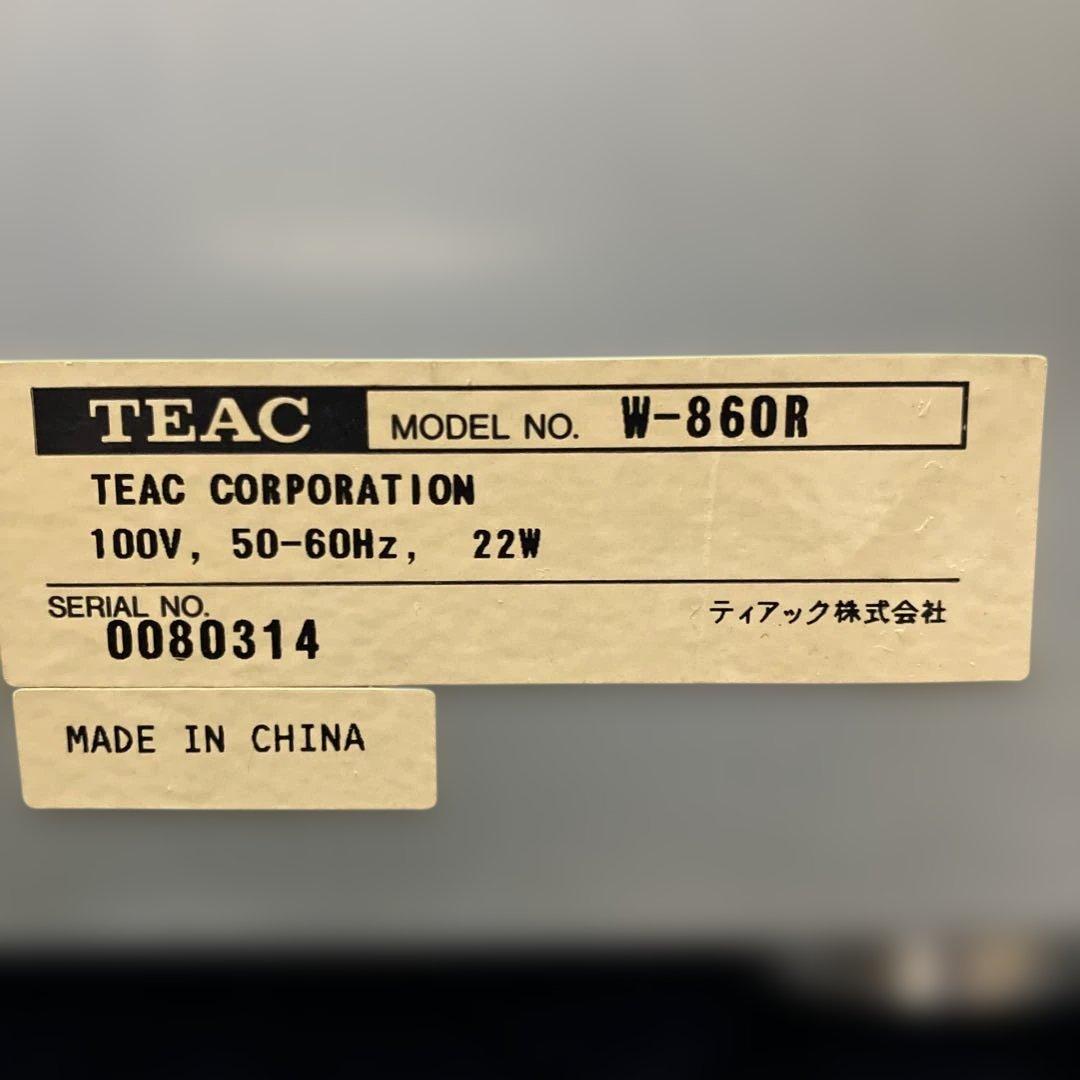 TEAC MODEL NO. W-860R
TEAC CORPORATION
100V, 50-60Hz, 22W
SERIAL NO. ティアック株式会社
0080314
MADE IN CHINA